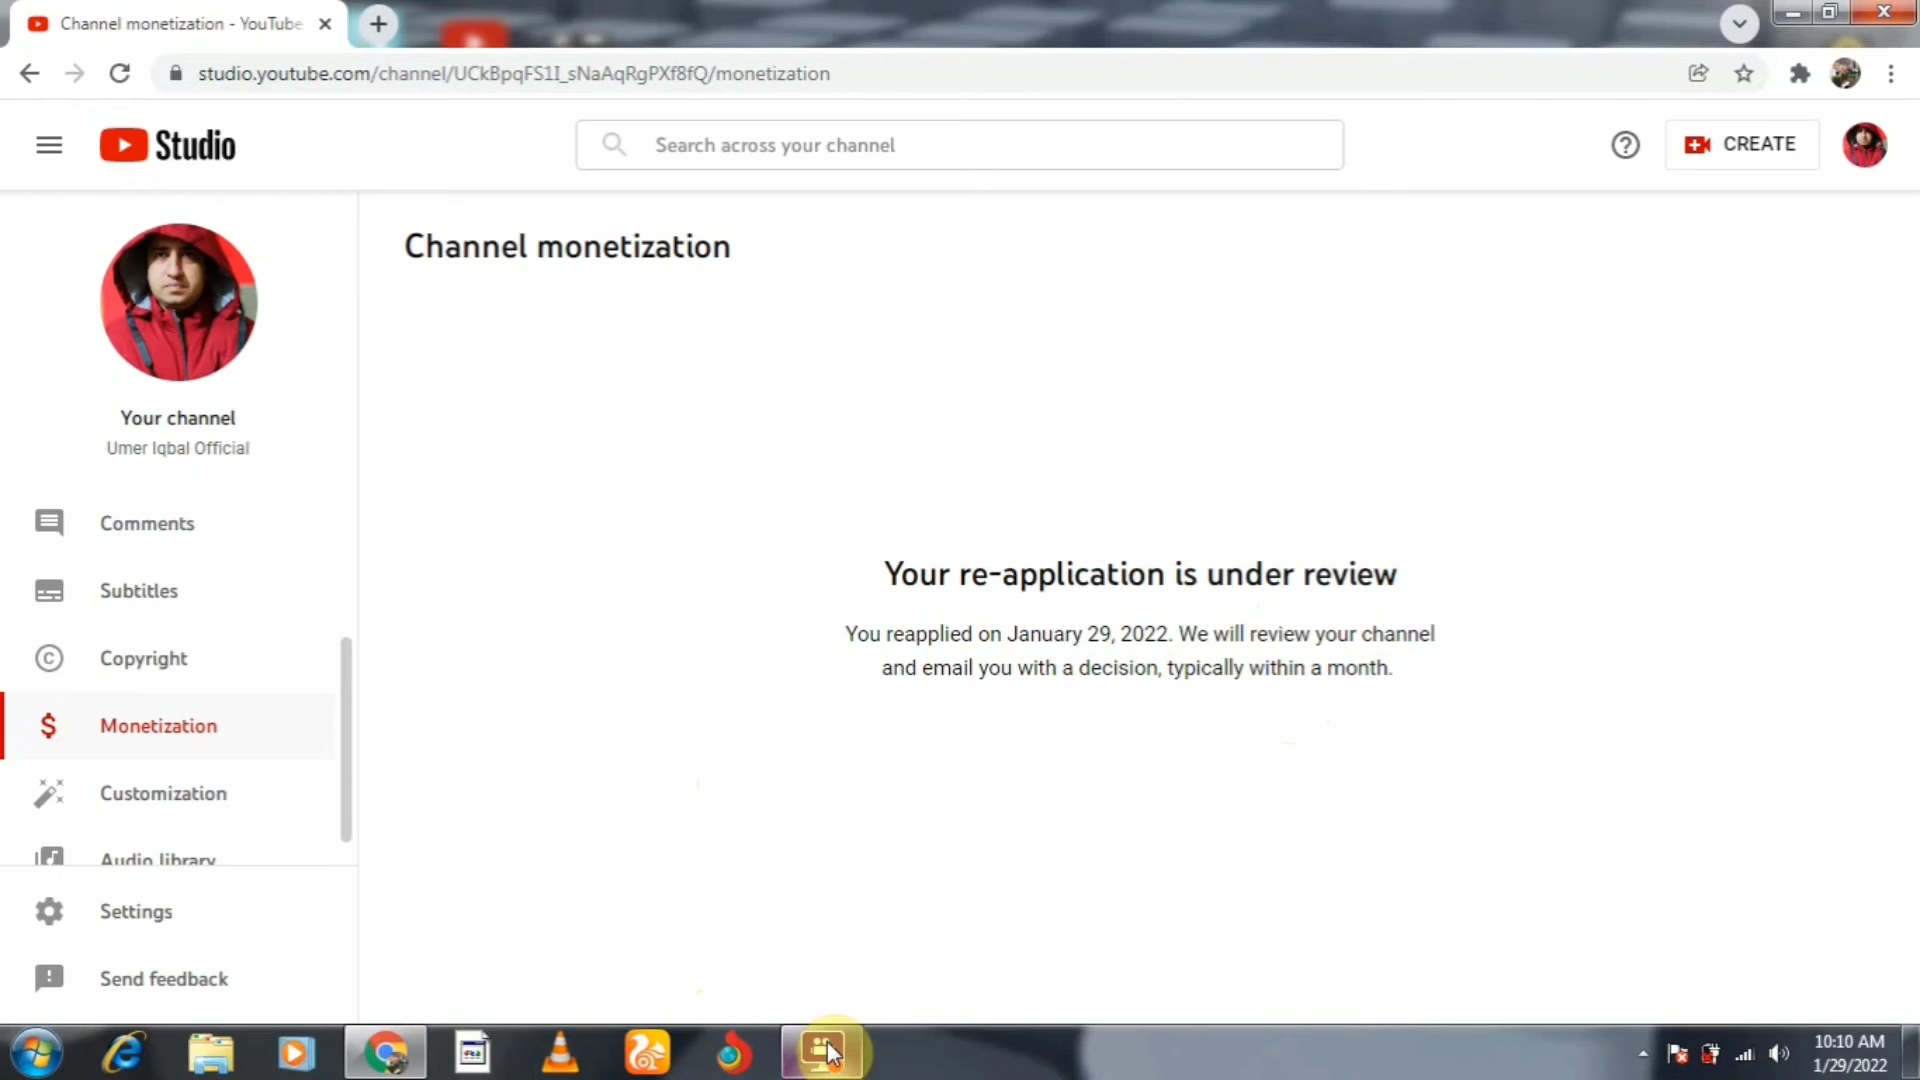 Channel monetization - YouTube
studio.youtube.com/channel/UCkBpqFS1I_sNaAqRgPXf8fQ/monetization
Studio
Search across your channel
CREATE
Channel monetization
Your channel
Umer Iqbal Official
Comments
Subtitles
Copyright
Monetization
Customization
Audio library
Settings
Send feedback
Your re-application is under review
You reapplied on January 29, 2022. We will review your channel
and email you with a decision, typically within a month.
10:10 AM
1/29/2022